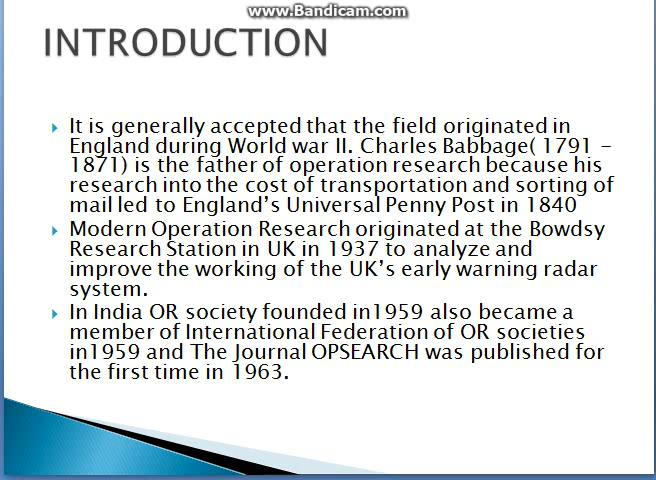 www.Bandicam.com
INTRODUCTION
It is generally accepted that the field originated in
England during World war II. Charles Babbage( 1791 –
1871) is the father of operation research because his
research into the cost of transportation and sorting of
mail led to England’s Universal Penny Post in 1840
Modern Operation Research originated at the Bowdsy
Research Station in UK in 1937 to analyze and
improve the working of the UK’s early warning radar
system.
In India OR society founded in1959 also became a
member of International Federation of OR societies
in1959 and The Journal OPSEARCH was published for
the first time in 1963.